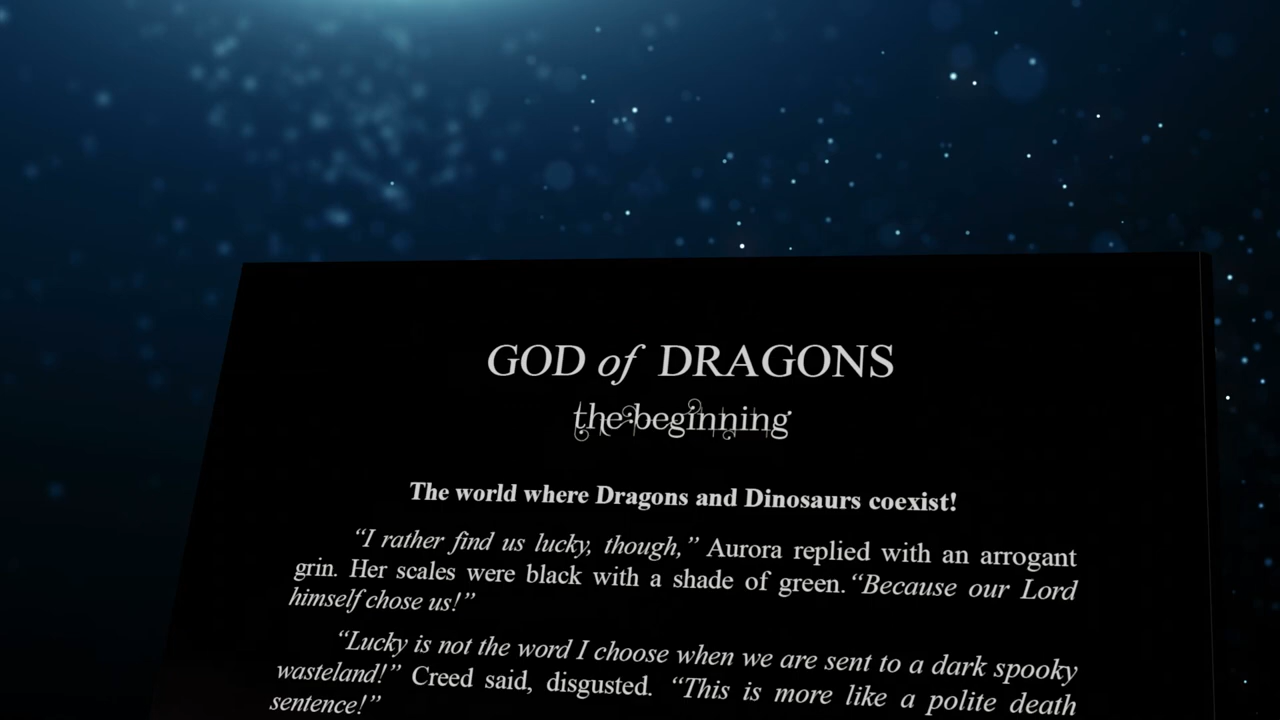 GOD of DRAGONS
the beginning
The world where Dragons and Dinosaurs coexist!
“I rather find us lucky, though,” Aurora replied with an arrogant
grin. Her scales were black with a shade of green.“Because our Lord
himself chose us!”
“Lucky is not the word I choose when we are sent to a dark spooky
wasteland!” Creed said, disgusted. “This is more like a polite death
sentence!”